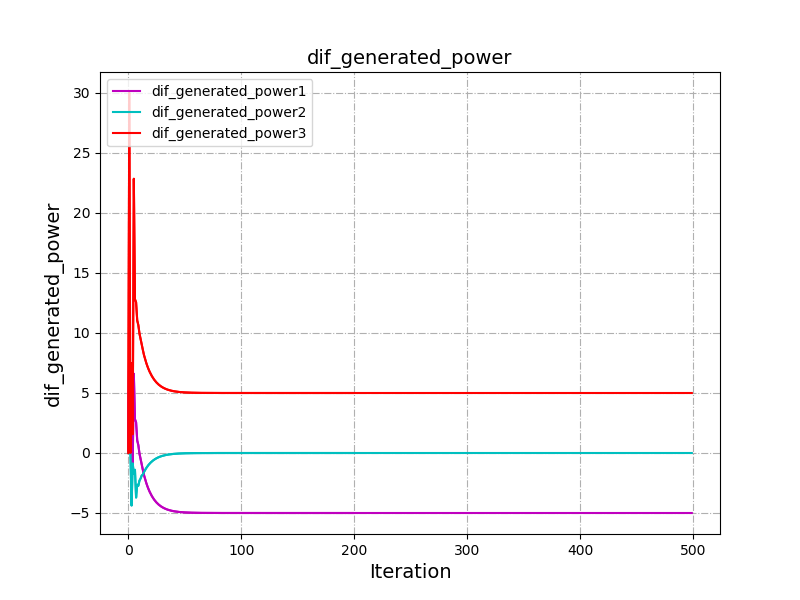 dif_generated_power
dif_generated_power1
dif_generated_power2
dif_generated_power3
dif_generated_power
30
25
20
15
10
5
0
−5
0 100 200 300 400 500
Iteration